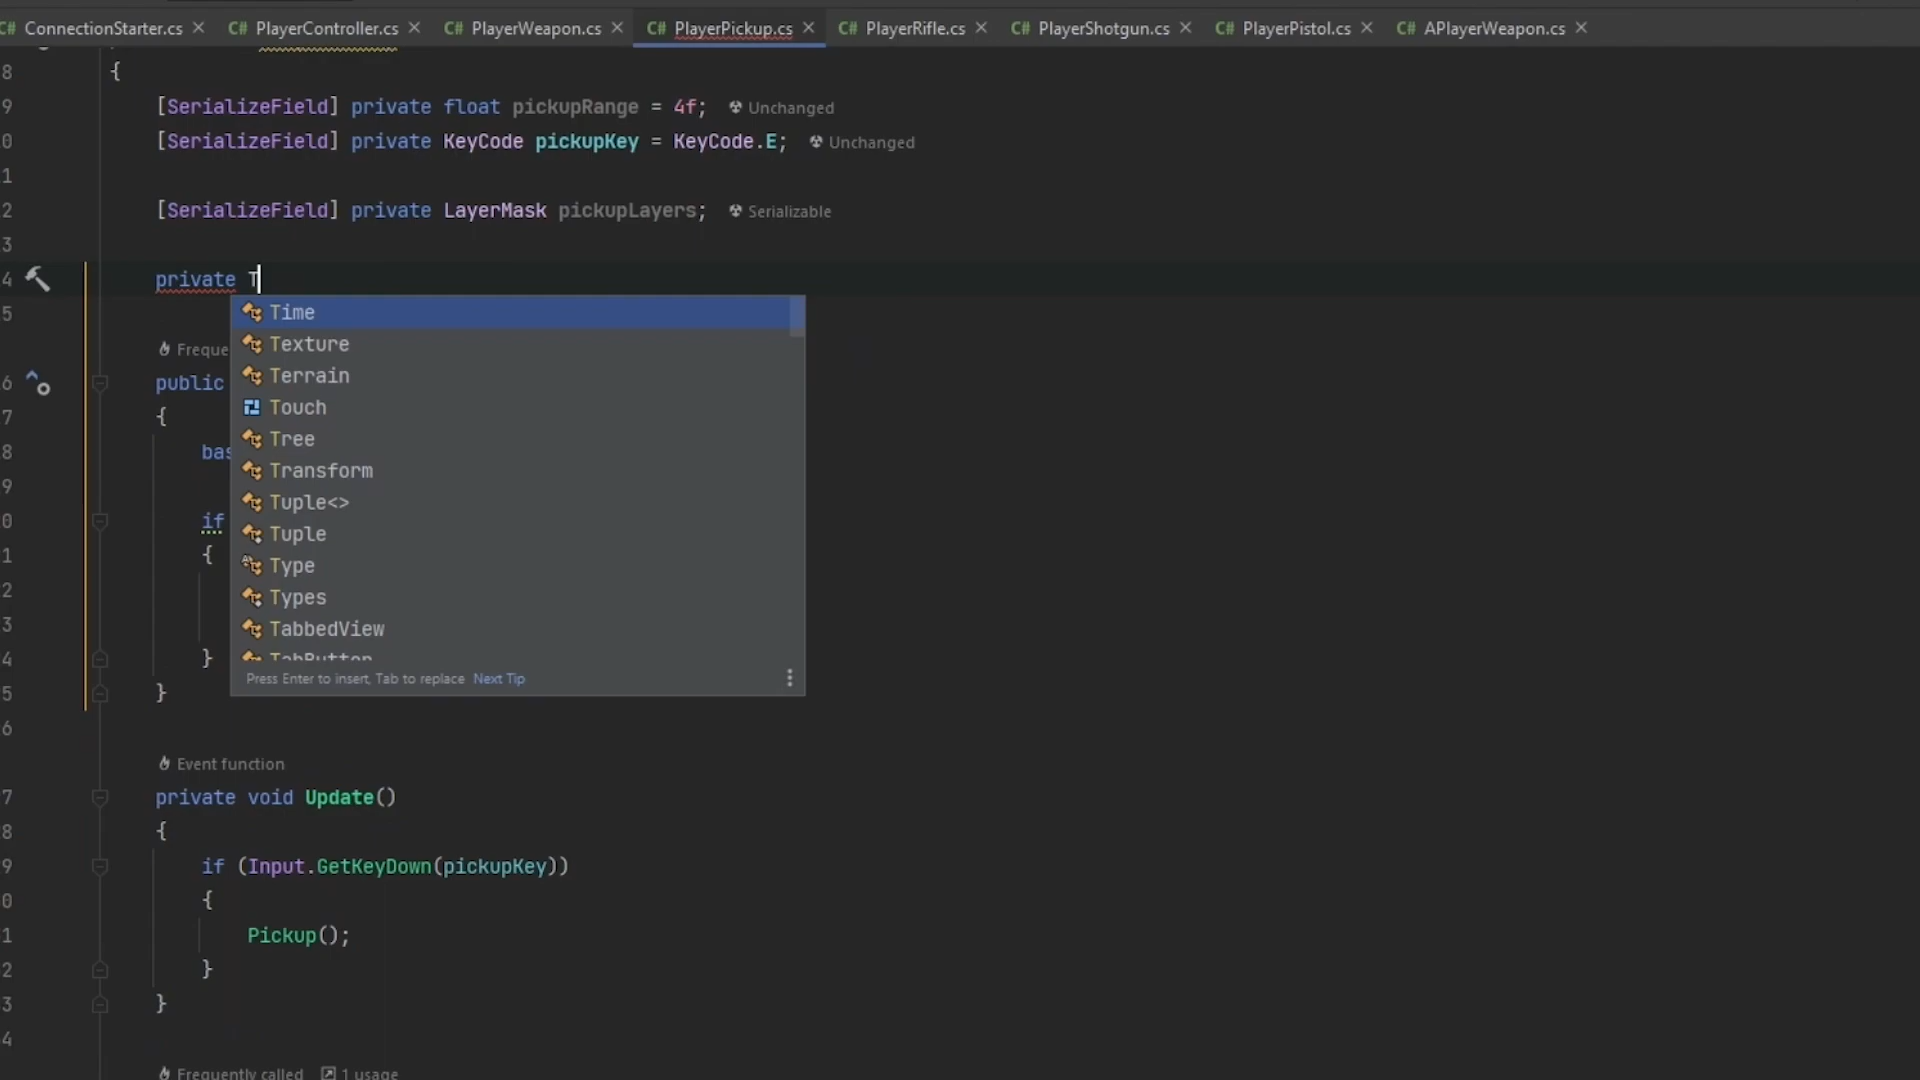 C# ConnectionStarter.cs × C# PlayerController.cs × C# PlayerWeapon.cs × C# PlayerPickup.cs × C# PlayerRifle.cs × C# PlayerShotgun.cs × C# PlayerPistol.cs × C# APlayerWeapon.cs ×
8 {
9 [SerializeField] private float pickupRange = 4f; Unchanged
0 [SerializeField] private KeyCode pickupKey = KeyCode.E; Unchanged
1
2 [SerializeField] private LayerMask pickupLayers; Serializable
3
4 private T
Time
5
Texture
Freque
Terrain
6 public
Touch
7 {
Tree
8 bas
Transform
9
Tuple<>
0 if
Tuple
1 {
Type
2
Types
3
TabbedView
4 }
TabButton
Press Enter to insert, Tab to replace Next Tip
5 }
6
Event function
7 private void Update()
8 {
9 if (Input.GetKeyDown(pickupKey))
0 {
1 Pickup();
2 }
3 }
4
Frequently called 1 usage